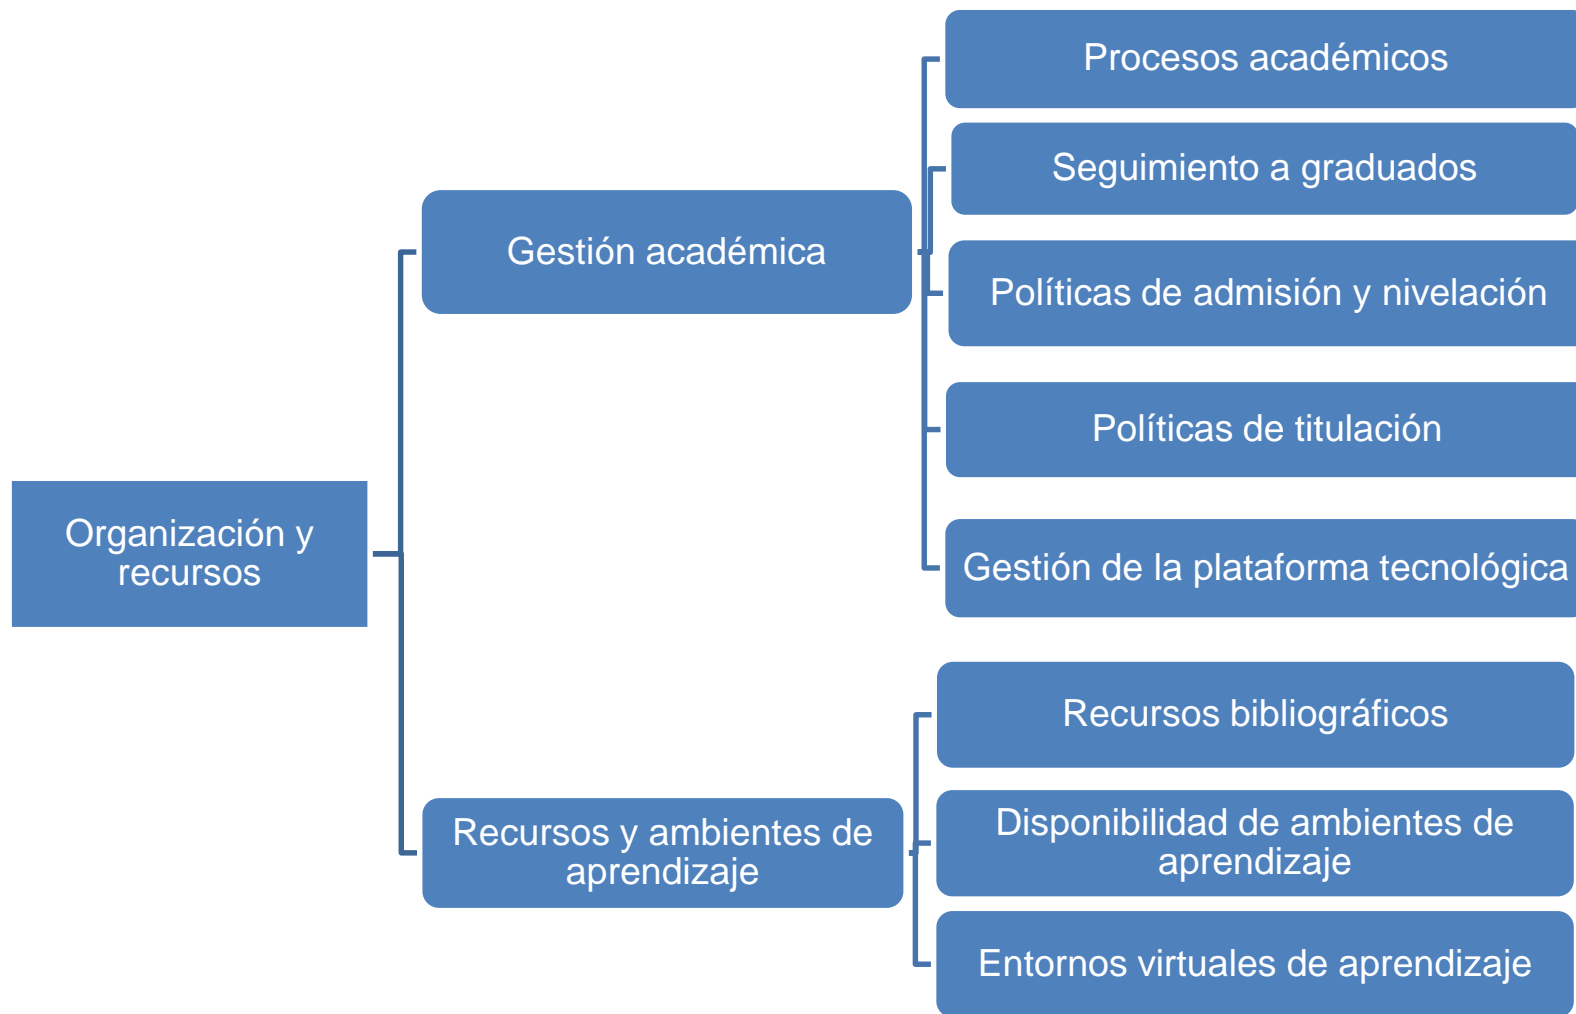 Procesos académicos
Seguimiento a graduados
Gestión académica
Políticas de admisión y nivelación
Políticas de titulación
Organización y
recursos
Gestión de la plataforma tecnológica
Recursos bibliográficos
Recursos y ambientes de
aprendizaje
Disponibilidad de ambientes de
aprendizaje
Entornos virtuales de aprendizaje